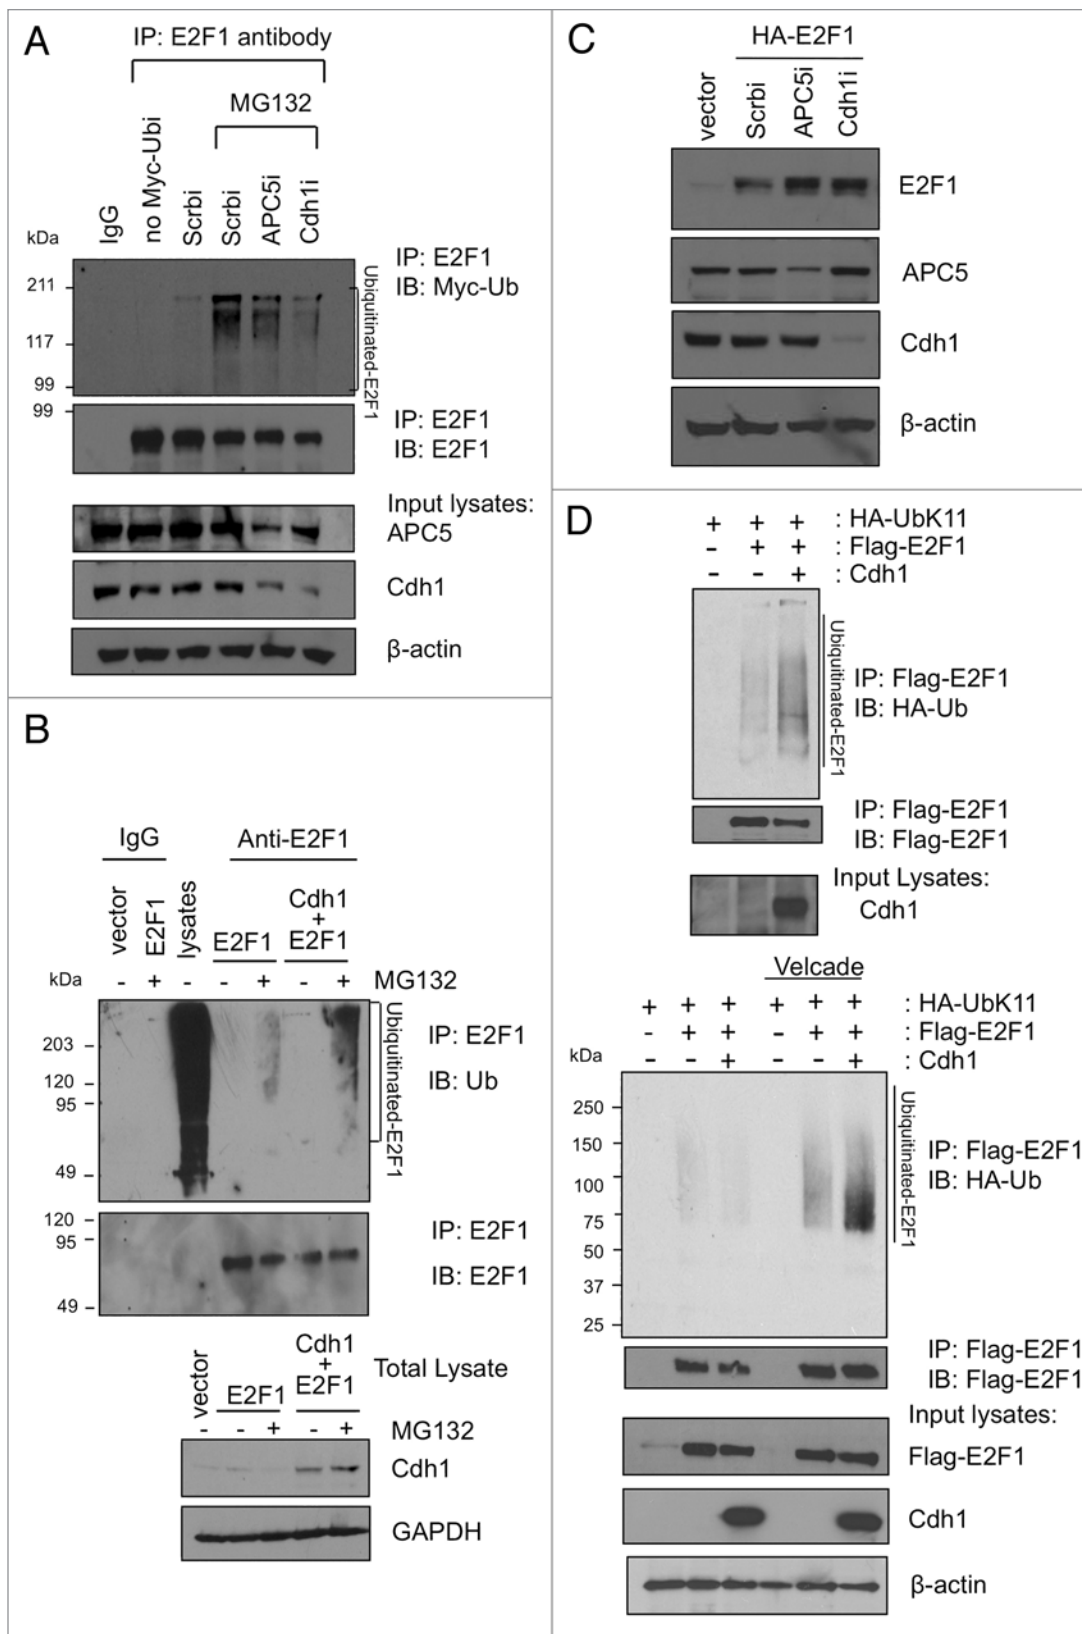 A
IP: E2F1 antibody
MG132
IgG
no Myc-Ubi
Scrbi
Scrbi
APC5i
Cdh1i
kDa
211
117
99
99
Ubiquitinated-E2F1
IP: E2F1
IB: Myc-Ub
IP: E2F1
IB: E2F1
Input lysates:
APC5
Cdh1
β-actin
B
IgG
Anti-E2F1
vector
E2F1
lysates
E2F1
Cdh1
+
E2F1
kDa
- + - + - + MG132
203
120
95
49
Ubiquitinated-E2F1
IP: E2F1
IB: Ub
120
95
49
IP: E2F1
IB: E2F1
vector
E2F1
Cdh1
+
E2F1
Total Lysate
- - + - + MG132
Cdh1
GAPDH
C
HA-E2F1
vector
Scrbi
APC5i
Cdh1i
E2F1
APC5
Cdh1
β-actin
D
+ + + : HA-UbK11
- + + : Flag-E2F1
- - + : Cdh1
Ubiquitinated-E2F1
IP: Flag-E2F1
IB: HA-Ub
IP: Flag-E2F1
IB: Flag-E2F1
Input Lysates:
Cdh1
Velcade
+ + + + + + : HA-UbK11
- + + - + + : Flag-E2F1
- - + - - + : Cdh1
kDa
250
150
100
75
50
37
25
Ubiquitinated-E2F1
IP: Flag-E2F1
IB: HA-Ub
IP: Flag-E2F1
IB: Flag-E2F1
Input lysates:
Flag-E2F1
Cdh1
β-actin